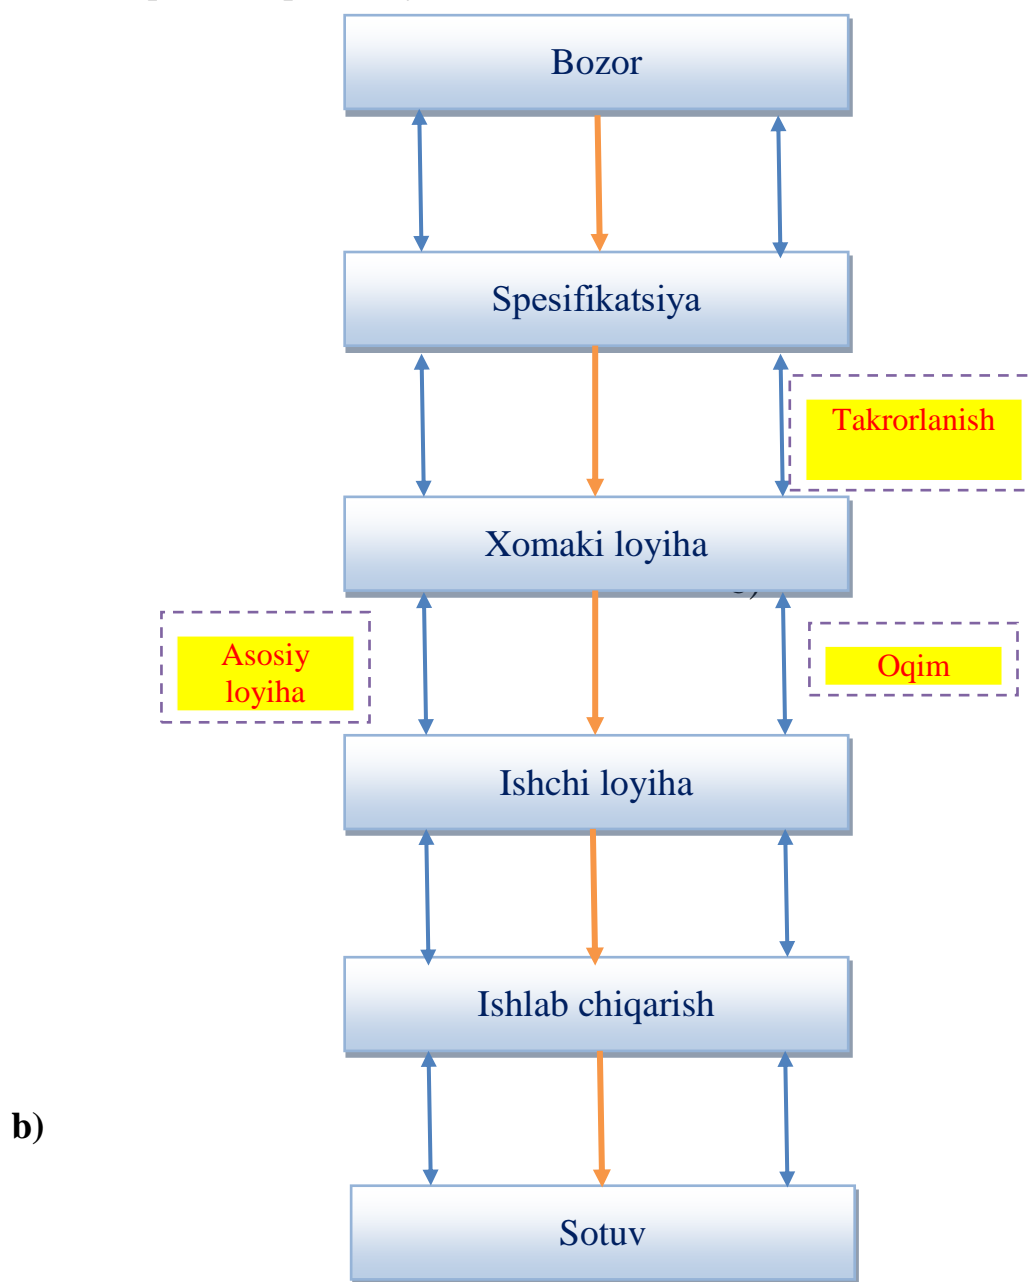 Bozor
Spesifikatsiya
Takrorlanish
Xomaki loyiha
Asosiy
loyiha
Oqim
Ishchi loyiha
Ishlab chiqarish
b)
Sotuv